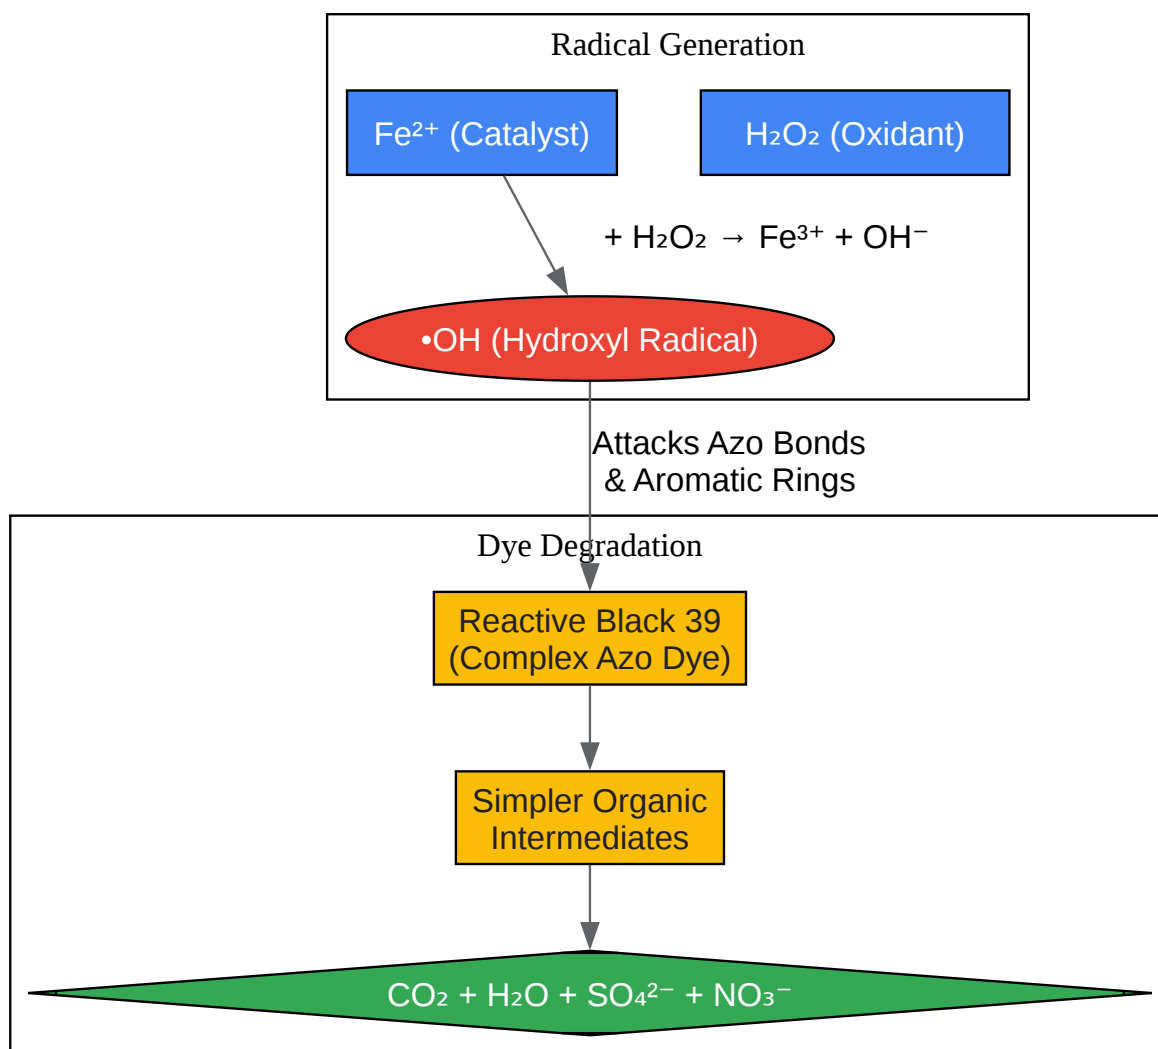 Radical Generation
Fe²⁺ (Catalyst)
H₂O₂ (Oxidant)
+ H₂O₂ → Fe³⁺ + OH⁻
•OH (Hydroxyl Radical)
Attacks Azo Bonds
& Aromatic Rings
Dye Degradation
Reactive Black 39
(Complex Azo Dye)
Simpler Organic
Intermediates
CO₂ + H₂O + SO₄²⁻ + NO₃⁻